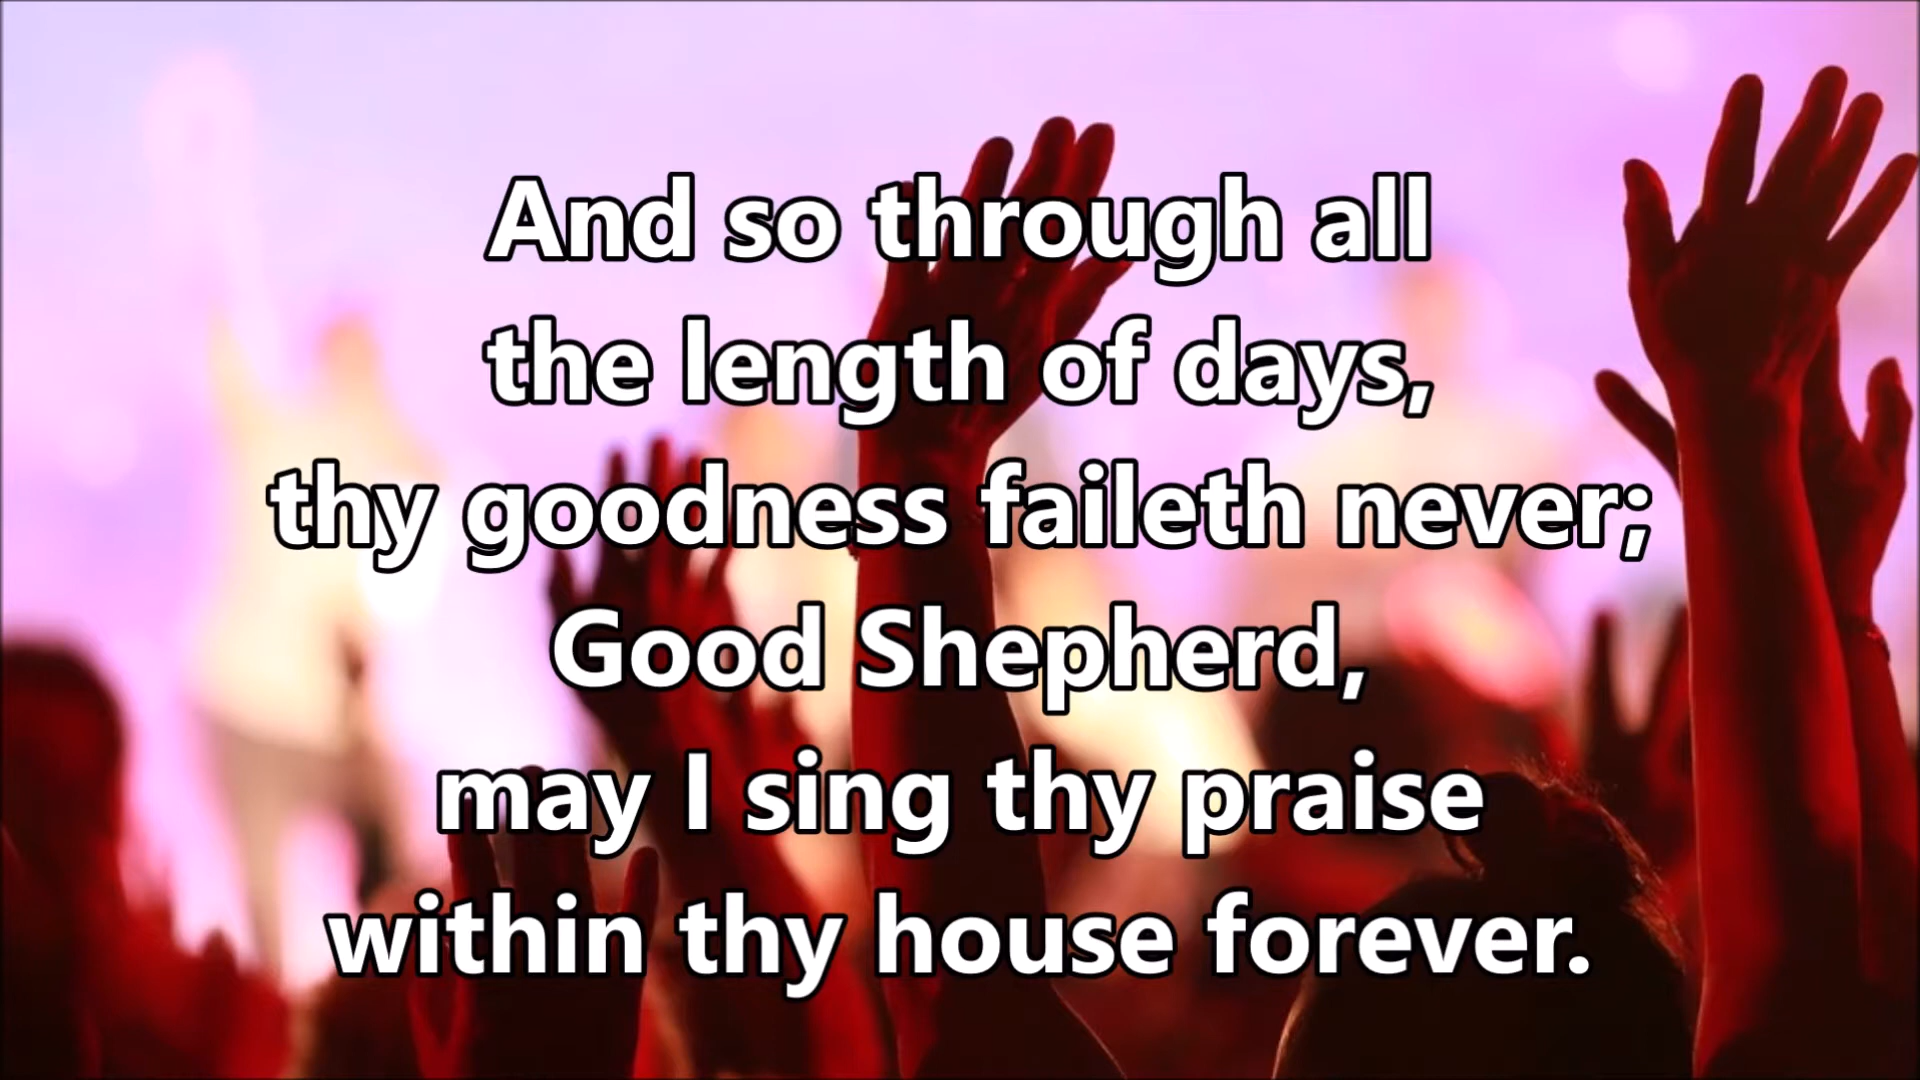 And so through all
the length of days,
thy goodness faileth never;
Good Shepherd,
may I sing thy praise
within thy house forever.